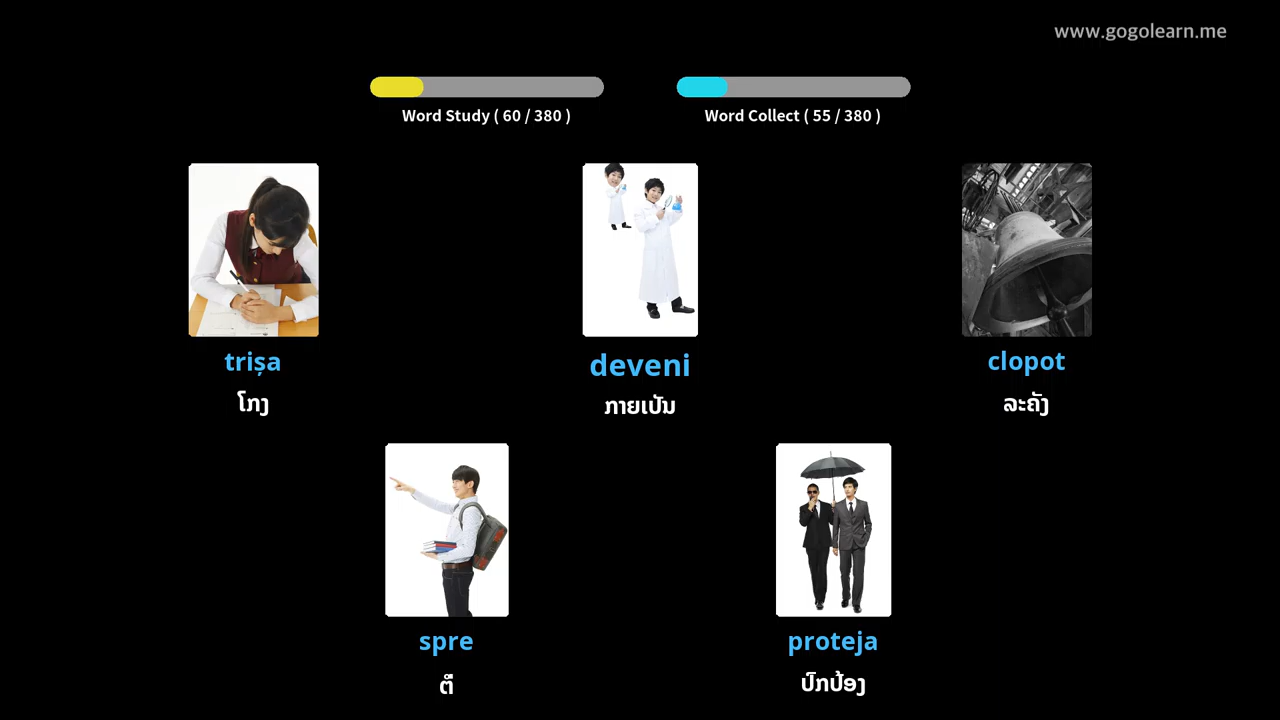 www.gogolearn.me
Word Study ( 60 / 380 )
Word Collect ( 55 / 380 )
trișa
ໂກງ
deveni
ກາຍເປັນ
clopot
ລະຄັງ
spre
ຕໍ່
proteja
ປົກປ້ອງ